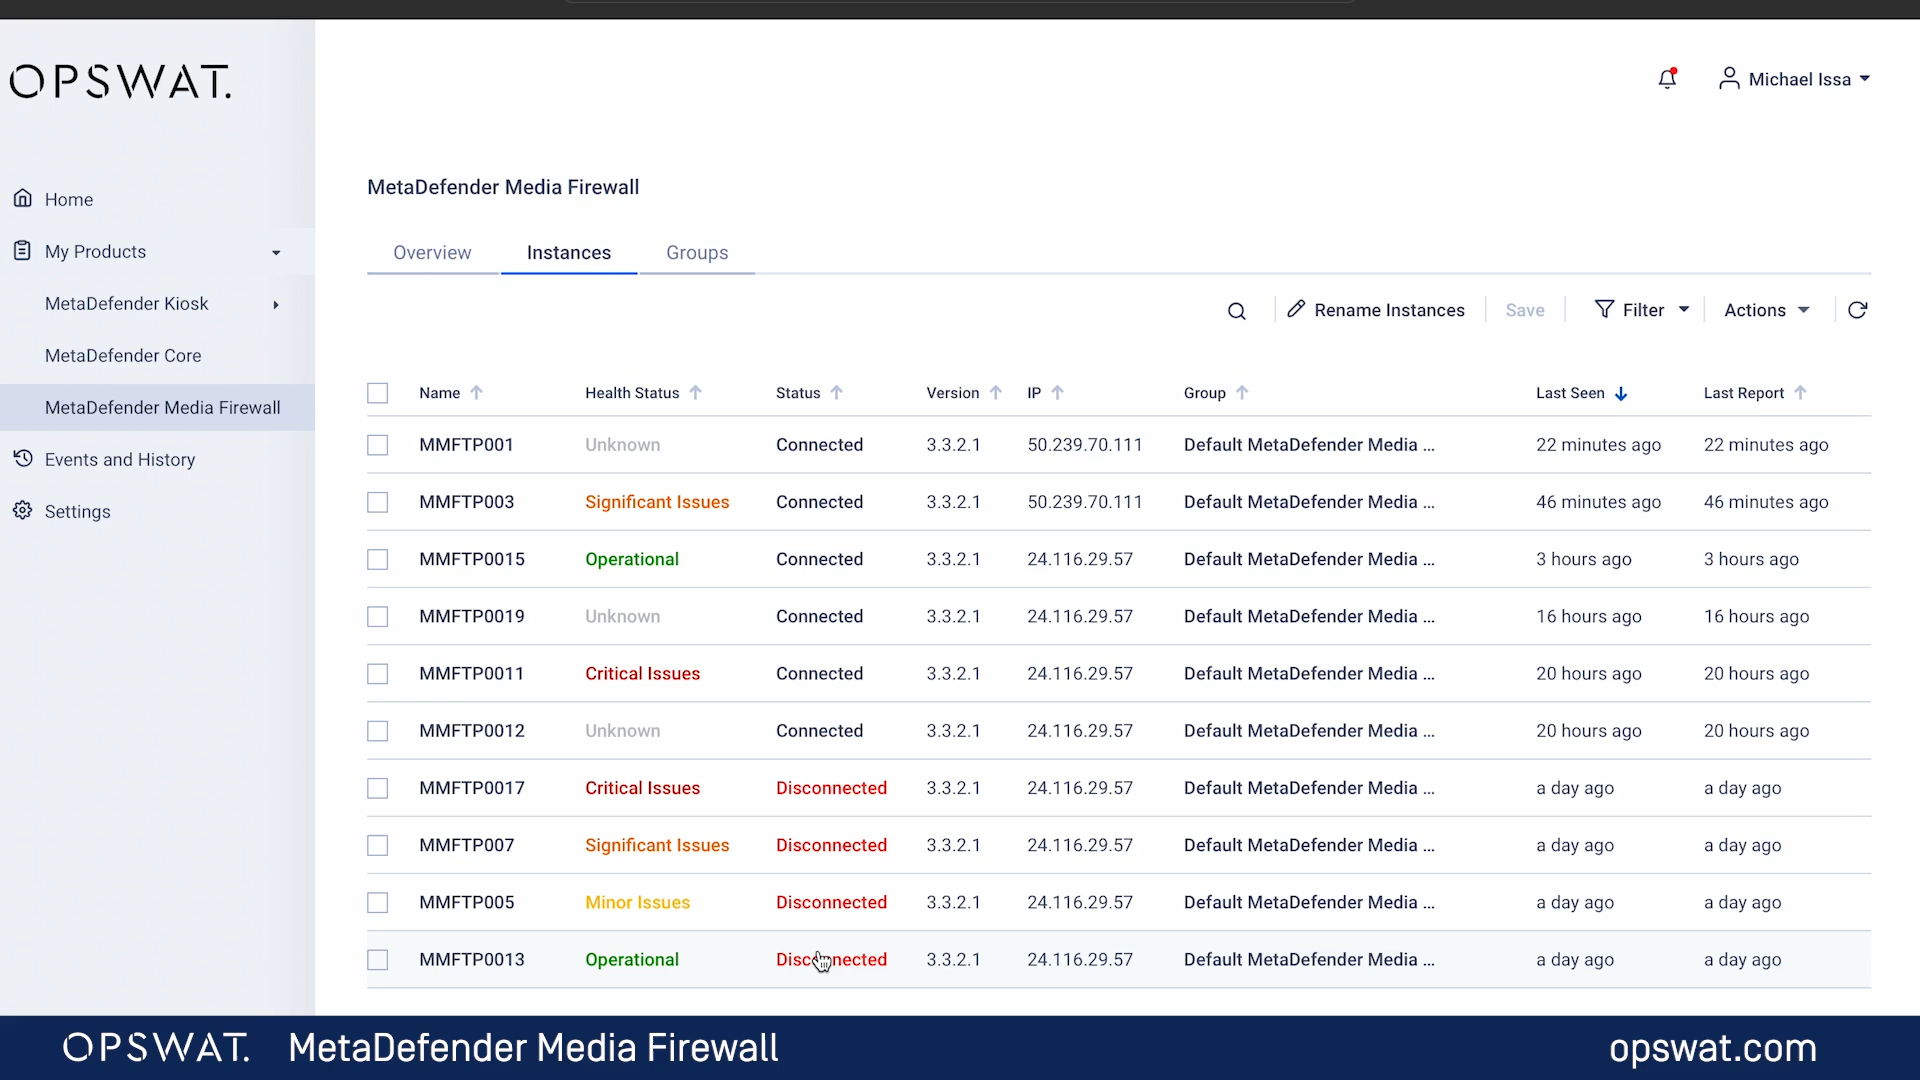 OPSWAT.
Michael Issa
Home
My Products
MetaDefender Kiosk
MetaDefender Core
MetaDefender Media Firewall
Events and History
Settings
MetaDefender Media Firewall
Overview Instances Groups
Rename Instances Save Filter Actions
Name Health Status Status Version IP Group Last Seen Last Report
MMFTP001 Unknown Connected 3.3.2.1 50.239.70.111 Default MetaDefender Media ... 22 minutes ago 22 minutes ago
MMFTP003 Significant Issues Connected 3.3.2.1 50.239.70.111 Default MetaDefender Media ... 46 minutes ago 46 minutes ago
MMFTP0015 Operational Connected 3.3.2.1 24.116.29.57 Default MetaDefender Media ... 3 hours ago 3 hours ago
MMFTP0019 Unknown Connected 3.3.2.1 24.116.29.57 Default MetaDefender Media ... 16 hours ago 16 hours ago
MMFTP0011 Critical Issues Connected 3.3.2.1 24.116.29.57 Default MetaDefender Media ... 20 hours ago 20 hours ago
MMFTP0012 Unknown Connected 3.3.2.1 24.116.29.57 Default MetaDefender Media ... 20 hours ago 20 hours ago
MMFTP0017 Critical Issues Disconnected 3.3.2.1 24.116.29.57 Default MetaDefender Media ... a day ago a day ago
MMFTP007 Significant Issues Disconnected 3.3.2.1 24.116.29.57 Default MetaDefender Media ... a day ago a day ago
MMFTP005 Minor Issues Disconnected 3.3.2.1 24.116.29.57 Default MetaDefender Media ... a day ago a day ago
MMFTP0013 Operational Disconnected 3.3.2.1 24.116.29.57 Default MetaDefender Media ... a day ago a day ago
OPSWAT. MetaDefender Media Firewall opswat.com